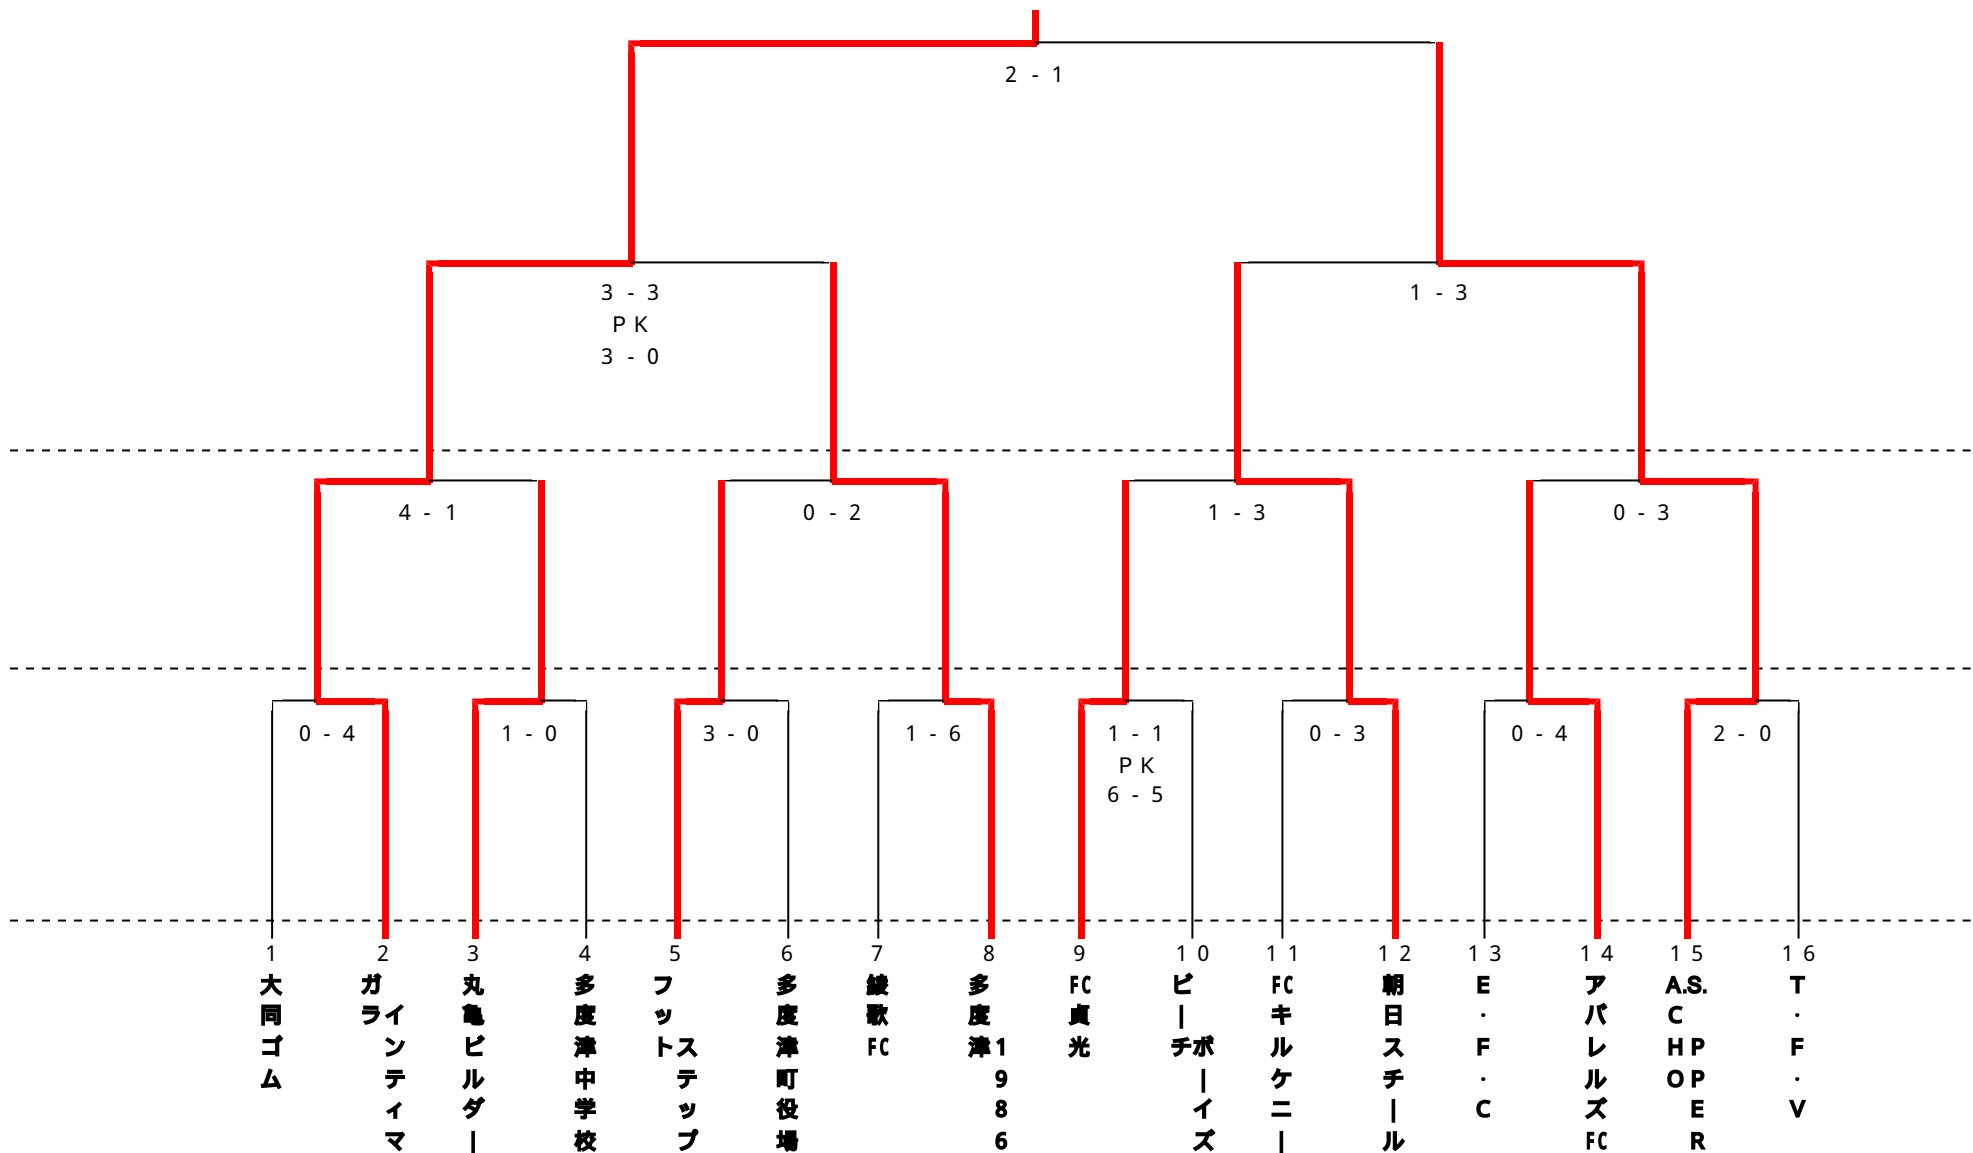 2 - 1
3 - 3
PK
3 - 0
1 - 3
4 - 1
0 - 2
1 - 3
0 - 3
0 - 4
1 - 0
3 - 0
1 - 6
1 - 1
PK
6 - 5
0 - 3
0 - 4
2 - 0
1
大同ゴム
2
ガラ
インティマ
3
丸亀ビルダー
4
多度津中学校
5
フット
ステップ
6
多度津町役場
7
綾歌FC
8
多度津
1986
9
FC貞光
10
ビーチ
ボーイズ
11
FCキルケニー
12
朝日スチール
13
E・F・C
14
アバレルズFC
15
A.S.
CHO
PPER
16
T・F・V